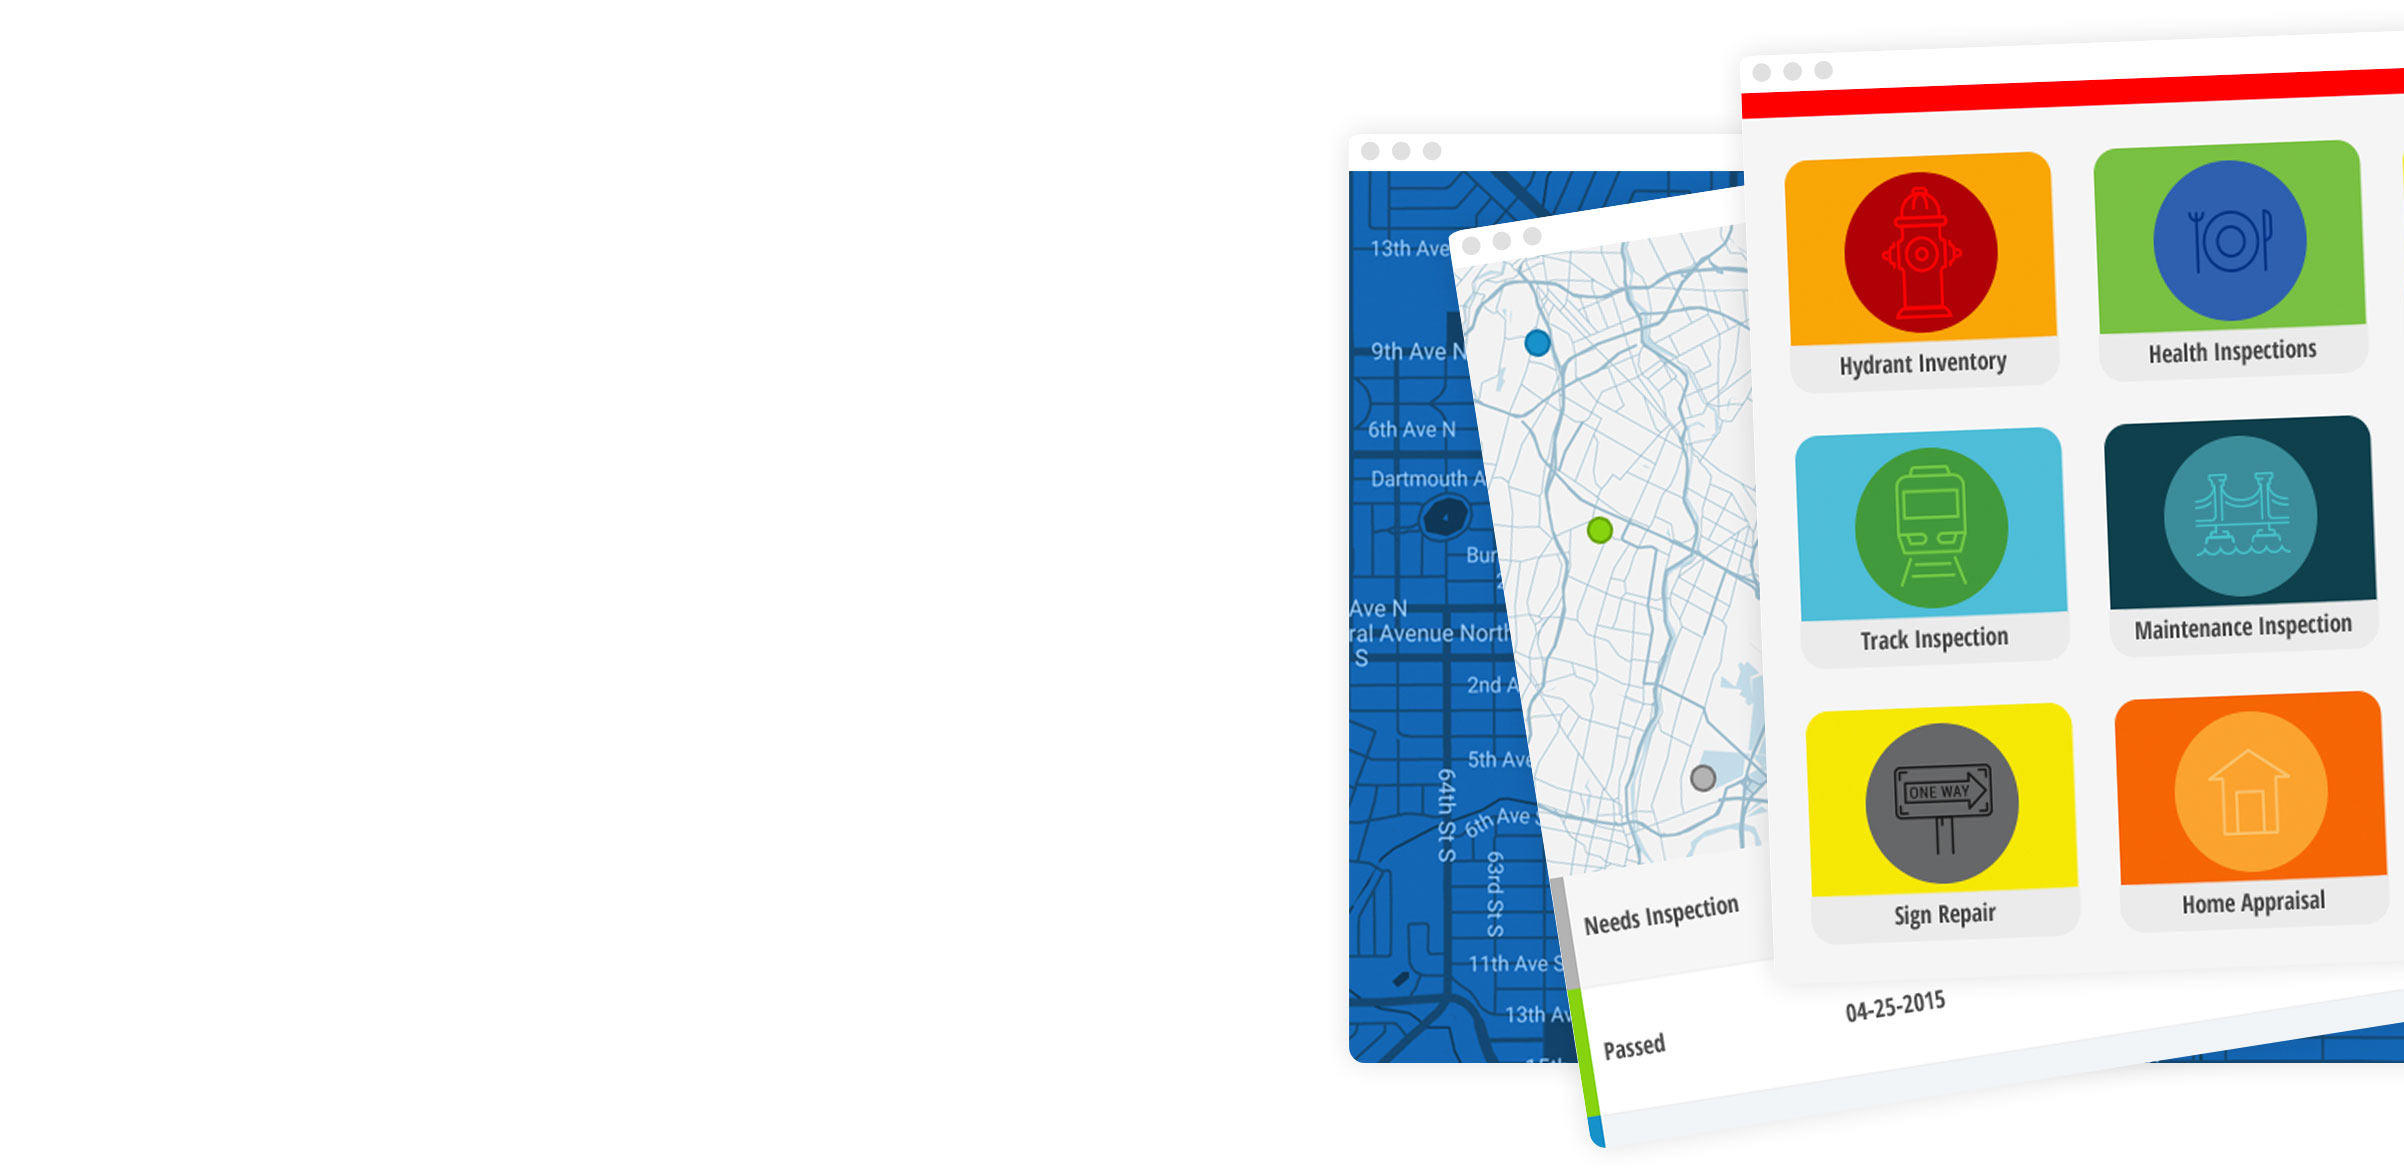 13th Ave
9th Ave N
6th Ave N
Dartmouth A
Bur
Ave N
ral Avenue North
S
2nd A
5th Ave
64th St S
6th Ave S
63rd St S
11th Ave S
13th Av
15th
Needs Inspection
Passed
04-25-2015
Hydrant Inventory
Health Inspections
Track Inspection
Maintenance Inspection
ONE WAY
Sign Repair
Home Appraisal